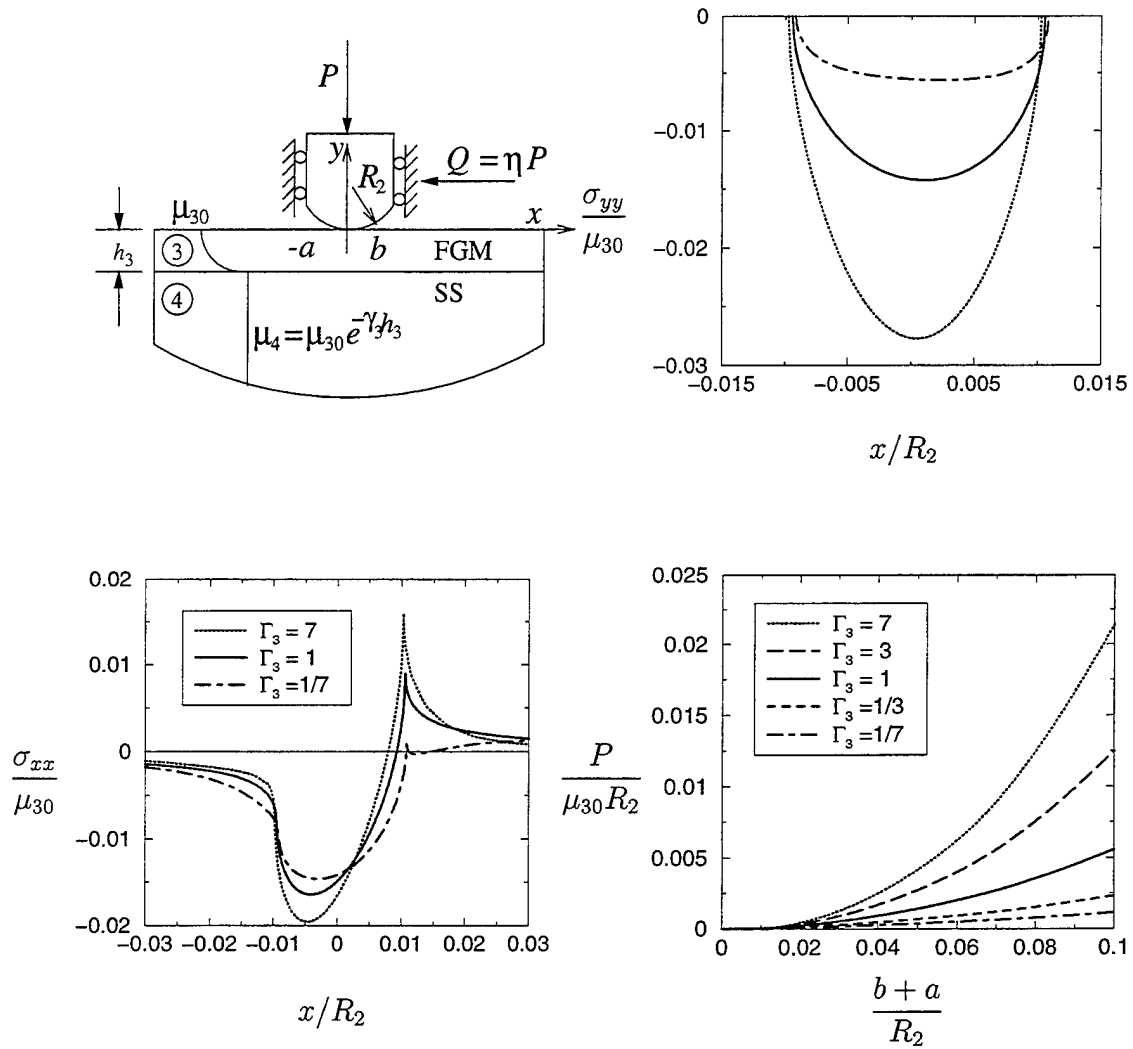 P
y
R₂
Q = ηP
μ₃₀
x
h₃
③
-a
b
FGM
④
SS
μ₄ = μ₃₀e^{-γ₃h₃}
σ_yy
μ₃₀
0
−0.01
−0.02
−0.03
−0.015 −0.005 0.005 0.015
x/R₂
0.02
0.01
0
−0.01
−0.02
σ_xx
μ₃₀
Γ₃ = 7
Γ₃ = 1
Γ₃ =1/7
−0.03 −0.02 −0.01 0 0.01 0.02 0.03
x/R₂
0.025
0.02
0.015
0.01
0.005
0
P
μ₃₀R₂
Γ₃ = 7
Γ₃ = 3
Γ₃ = 1
Γ₃ =1/3
Γ₃ =1/7
0 0.02 0.04 0.06 0.08 0.1
b + a
R₂